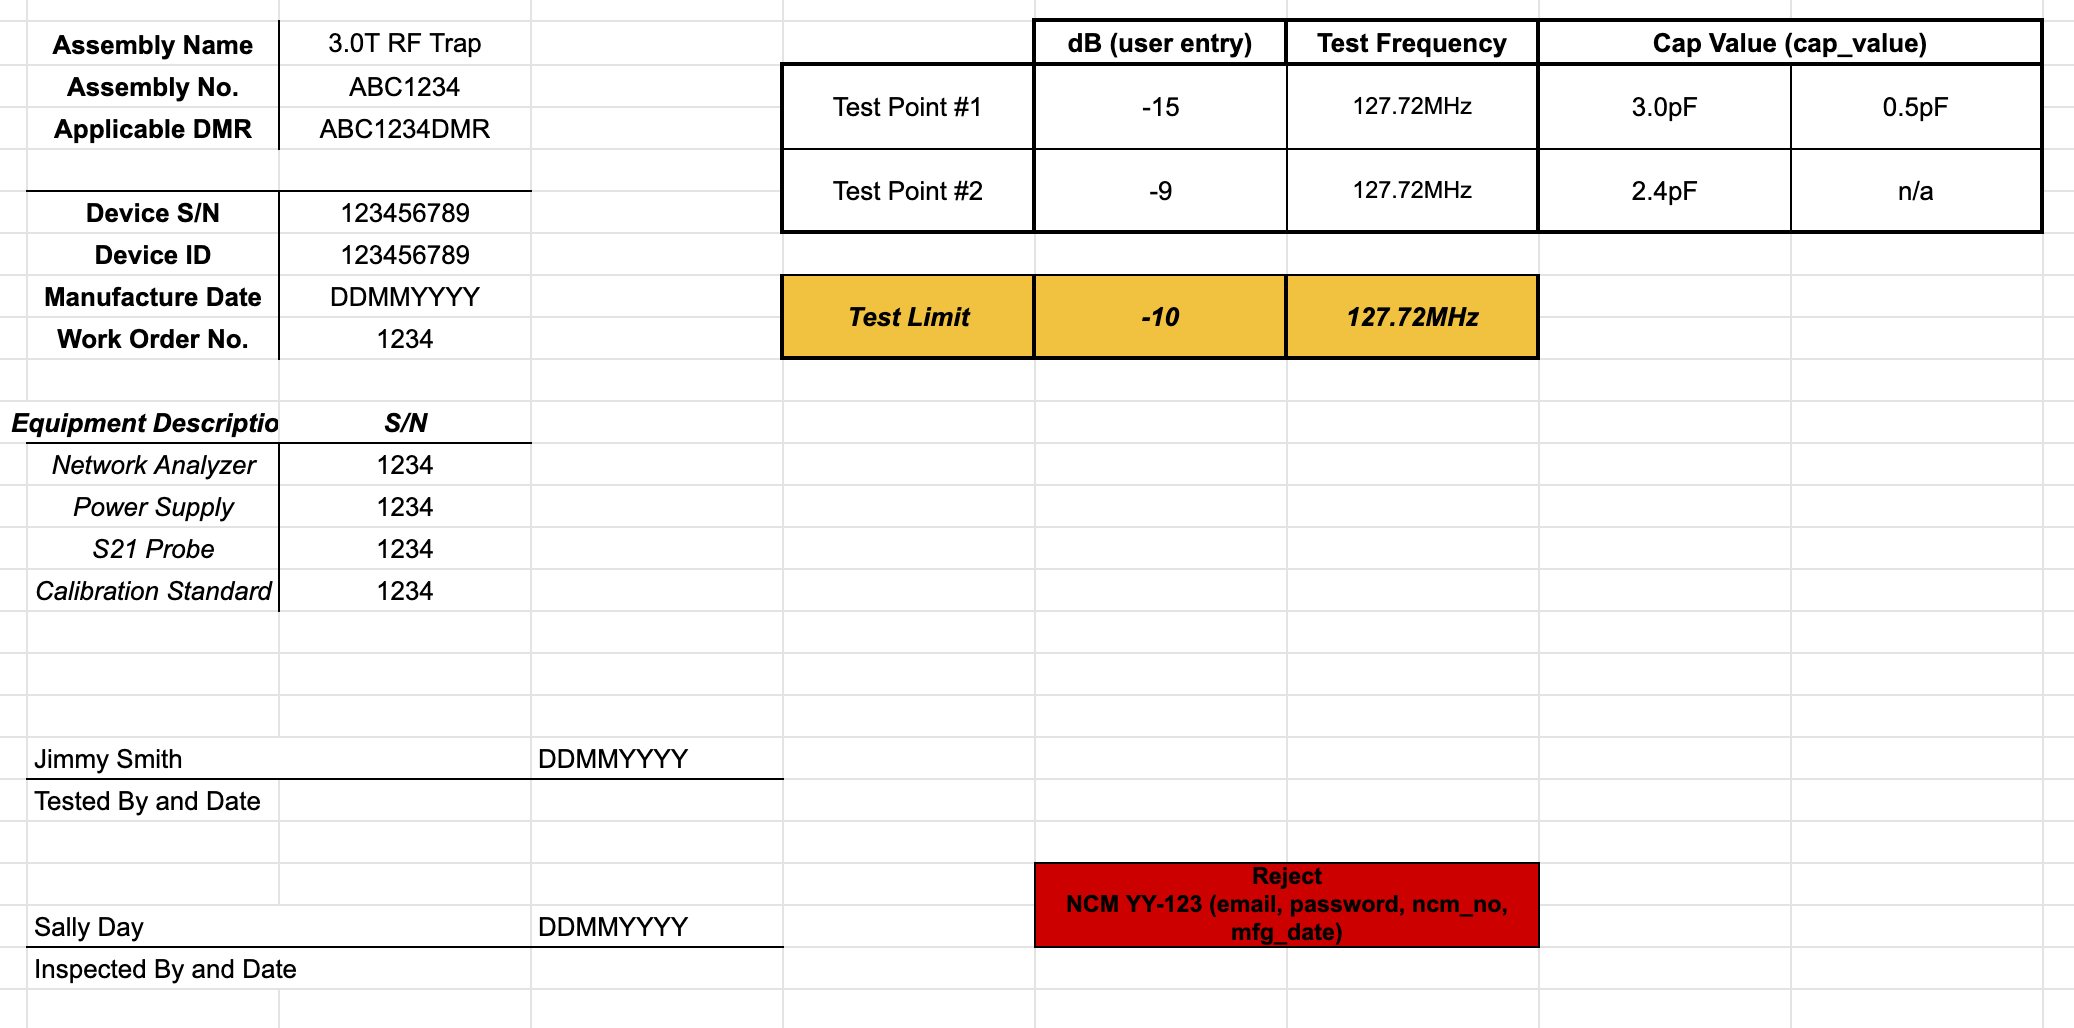 Assembly Name 3.0T RF Trap
Assembly No. ABC1234
Applicable DMR ABC1234DMR
Device S/N 123456789
Device ID 123456789
Manufacture Date DDMMYYYY
Work Order No. 1234
Equipment Descriptio S/N
Network Analyzer 1234
Power Supply 1234
S21 Probe 1234
Calibration Standard 1234
Jimmy Smith DDMMYYYY
Tested By and Date
Sally Day DDMMYYYY
Inspected By and Date
dB (user entry) Test Frequency Cap Value (cap_value)
Test Point #1 -15 127.72MHz 3.0pF 0.5pF
Test Point #2 -9 127.72MHz 2.4pF n/a
Test Limit -10 127.72MHz
Reject
NCM YY-123 (email, password, ncm_no,
mfg_date)